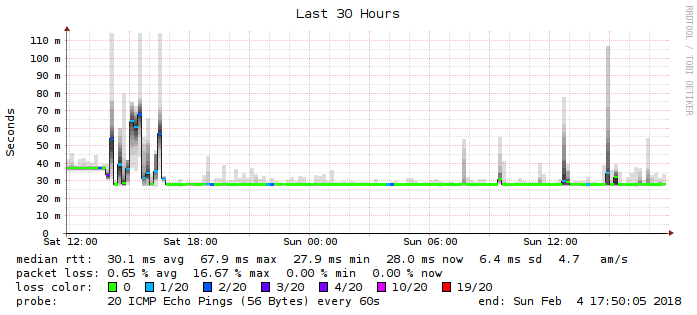 Last 30 Hours
RRDTOOL / TOBI OETIKER
Seconds
110 m
100 m
90 m
80 m
70 m
60 m
50 m
40 m
30 m
20 m
10 m
0
Sat 12:00 Sat 18:00 Sun 00:00 Sun 06:00 Sun 12:00
median rtt: 30.1 ms avg 67.9 ms max 27.9 ms min 28.0 ms now 6.4 ms sd 4.7 am/s
packet loss: 0.65 % avg 16.67 % max 0.00 % min 0.00 % now
loss color: 0 1/20 2/20 3/20 4/20 10/20 19/20
probe: 20 ICMP Echo Pings (56 Bytes) every 60s end: Sun Feb 4 17:50:05 2018